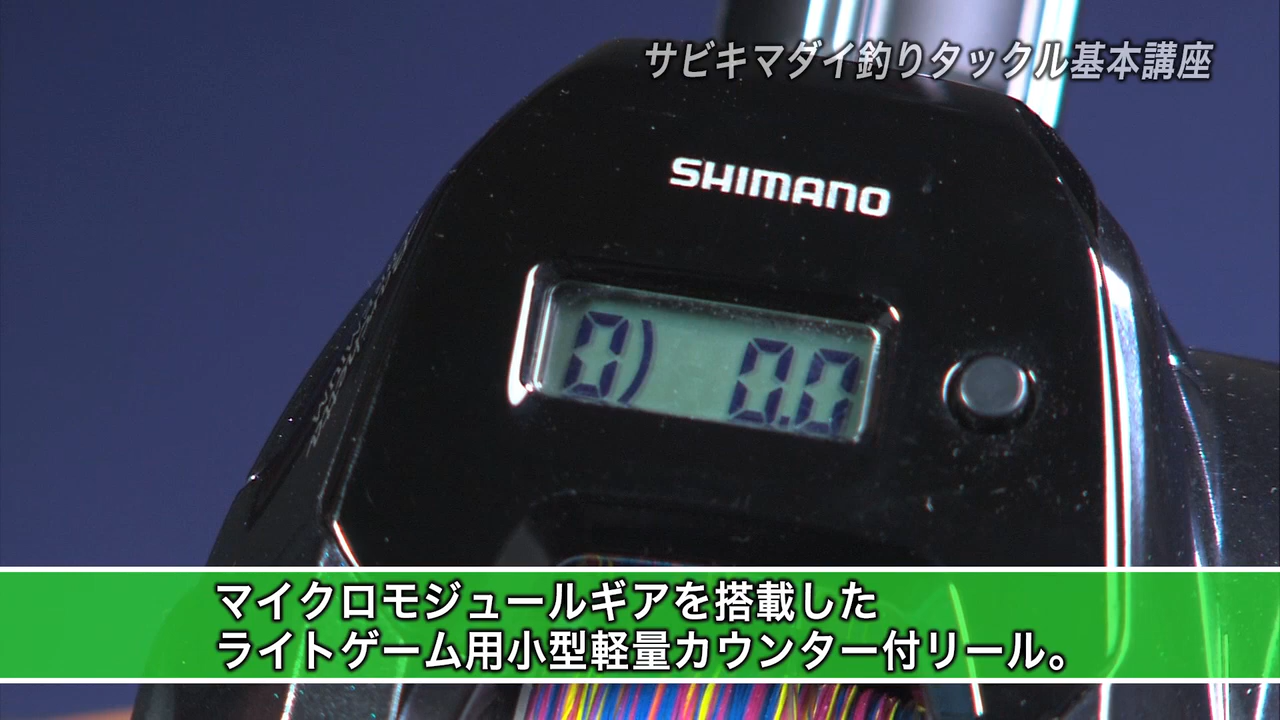 サビキマダイ釣りタックル基本講座
SHIMANO
0) 0.0
マイクロモジュールギアを搭載した
ライトゲーム用小型軽量カウンター付リール。